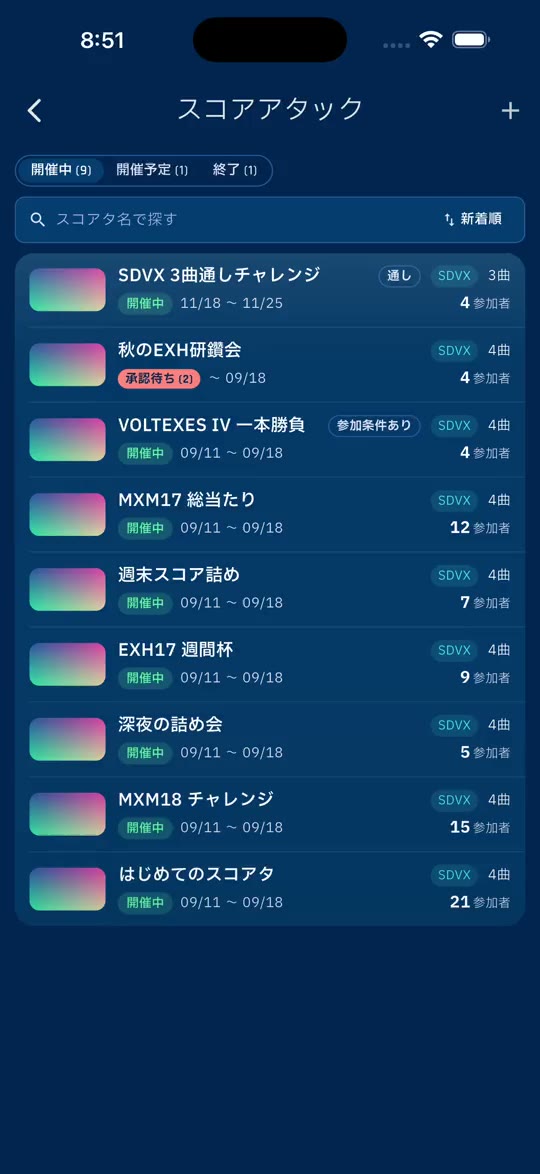 8:51
スコアアタック
開催中 (9) 開催予定 (1) 終了 (1)
スコアタ名で探す 新着順
SDVX 3曲通しチャレンジ 通し SDVX 3曲
開催中 11/18 〜 11/25 4 参加者
秋のEXH研鑽会 SDVX 4曲
承認待ち (2) 〜 09/18 4 参加者
VOLTEXES IV 一本勝負 参加条件あり SDVX 4曲
開催中 09/11 〜 09/18 4 参加者
MXM17 総当たり SDVX 4曲
開催中 09/11 〜 09/18 12 参加者
週末スコア詰め SDVX 4曲
開催中 09/11 〜 09/18 7 参加者
EXH17 週間杯 SDVX 4曲
開催中 09/11 〜 09/18 9 参加者
深夜の詰め会 SDVX 4曲
開催中 09/11 〜 09/18 5 参加者
MXM18 チャレンジ SDVX 4曲
開催中 09/11 〜 09/18 15 参加者
はじめてのスコアタ SDVX 4曲
開催中 09/11 〜 09/18 21 参加者